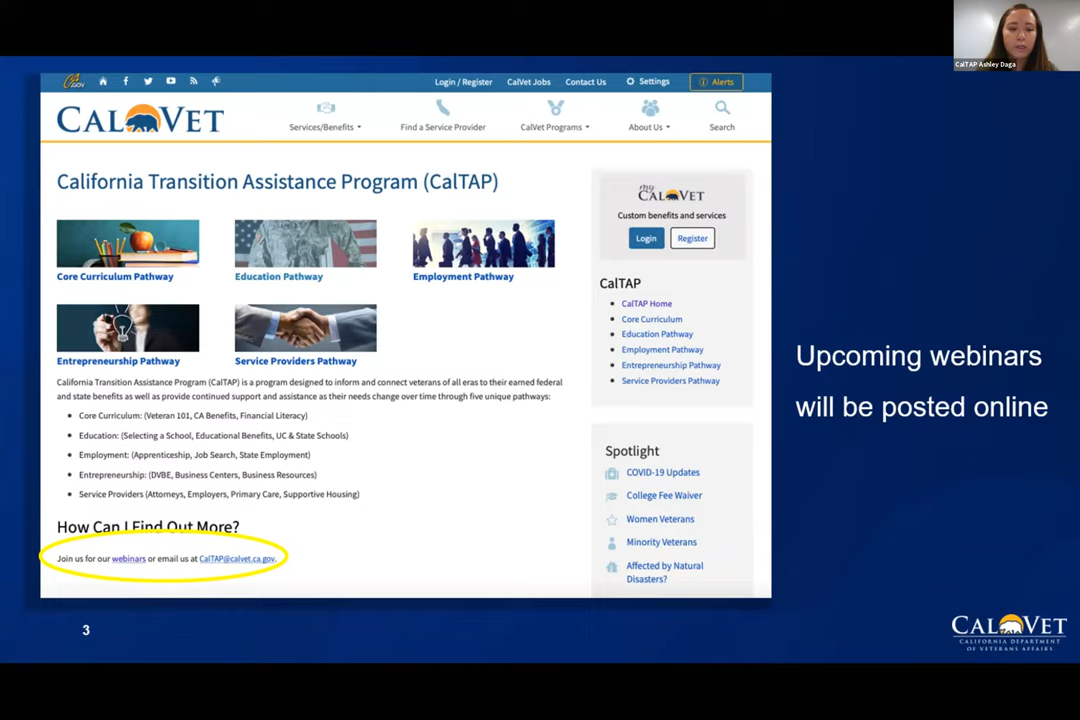 CalTAP Ashley Daga
CA
GOV
Login / Register
CalVet Jobs
Contact Us
Settings
Alerts
CALVET
Services/Benefits
Find a Service Provider
CalVet Programs
About Us
Search
California Transition Assistance Program (CalTAP)
Core Curriculum Pathway
Education Pathway
Employment Pathway
Entrepreneurship Pathway
Service Providers Pathway
California Transition Assistance Program (CalTAP) is a program designed to inform and connect veterans of all eras to their earned federal
and state benefits as well as provide continued support and assistance as their needs change over time through five unique pathways:
Core Curriculum: (Veteran 101, CA Benefits, Financial Literacy)
Education: (Selecting a School, Educational Benefits, UC & State Schools)
Employment: (Apprenticeship, Job Search, State Employment)
Entrepreneurship: (DVBE, Business Centers, Business Resources)
Service Providers (Attorneys, Employers, Primary Care, Supportive Housing)
How Can I Find Out More?
Join us for our webinars or email us at CalTAP@calvet.ca.gov.
my
CALVET
Custom benefits and services
Login
Register
CalTAP
CalTAP Home
Core Curriculum
Education Pathway
Employment Pathway
Entrepreneurship Pathway
Service Providers Pathway
Spotlight
COVID-19 Updates
College Fee Waiver
Women Veterans
Minority Veterans
Affected by Natural
Disasters?
Upcoming webinars
will be posted online
3
CALVET
CALIFORNIA DEPARTMENT
OF VETERANS AFFAIRS